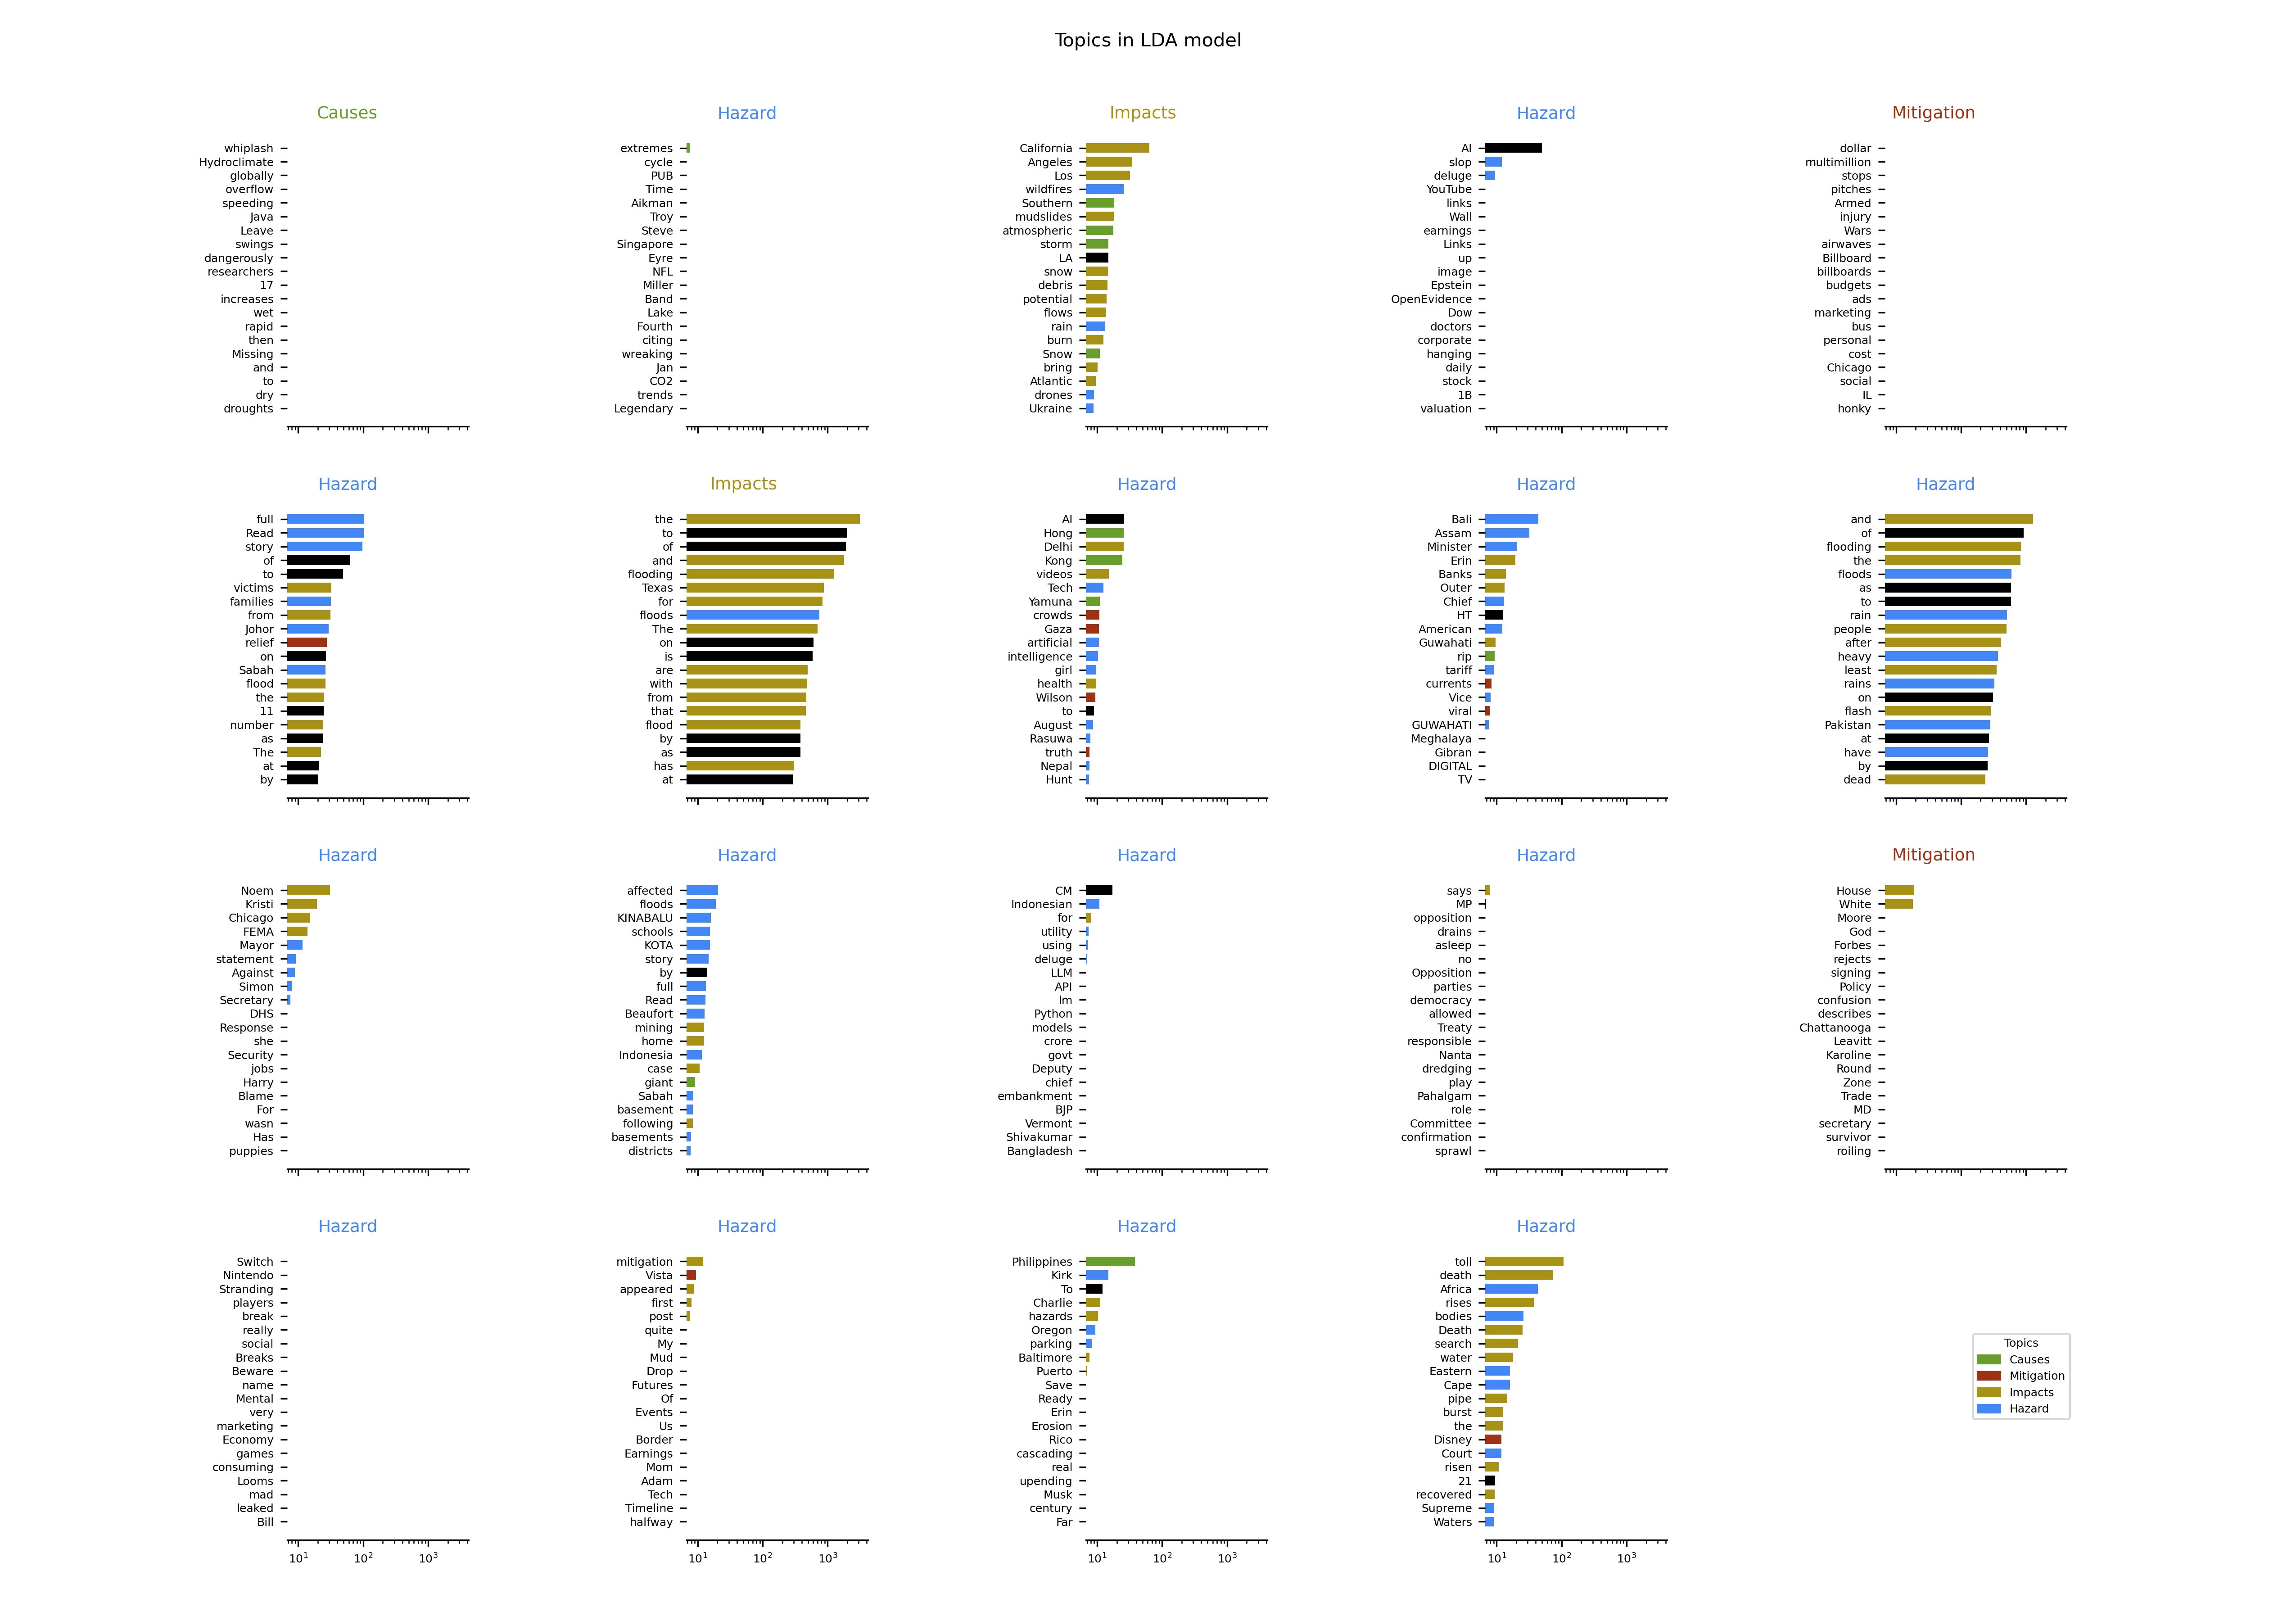 Topics in LDA model
Causes
whiplash
Hydroclimate
globally
overflow
speeding
Java
Leave
swings
dangerously
researchers
17
increases
wet
rapid
then
Missing
and
to
dry
droughts
Hazard
extremes
cycle
PUB
Time
Aikman
Troy
Steve
Singapore
Eyre
NFL
Miller
Band
Lake
Fourth
citing
wreaking
Jan
CO2
trends
Legendary
Impacts
California
Angeles
Los
wildfires
Southern
mudslides
atmospheric
storm
LA
snow
debris
potential
flows
rain
burn
Snow
bring
Atlantic
drones
Ukraine
Hazard
AI
slop
deluge
YouTube
links
Wall
earnings
Links
up
image
Epstein
OpenEvidence
Dow
doctors
corporate
hanging
daily
stock
1B
valuation
Mitigation
dollar
multimillion
stops
pitches
Armed
injury
Wars
airwaves
Billboard
billboards
budgets
ads
marketing
bus
personal
cost
Chicago
social
IL
honky
Hazard
full
Read
story
of
to
victims
families
from
Johor
relief
on
Sabah
flood
the
11
number
as
The
at
by
Impacts
the
to
of
and
flooding
Texas
for
floods
The
on
is
are
with
from
that
flood
by
as
has
at
Hazard
AI
Hong
Delhi
Kong
videos
Tech
Yamuna
crowds
Gaza
artificial
intelligence
girl
health
Wilson
to
August
Rasuwa
truth
Nepal
Hunt
Hazard
Bali
Assam
Minister
Erin
Banks
Outer
Chief
HT
American
Guwahati
rip
tariff
currents
Vice
viral
GUWAHATI
Meghalaya
Gibran
DIGITAL
TV
Hazard
and
of
flooding
the
floods
as
to
rain
people
after
heavy
least
rains
on
flash
Pakistan
at
have
by
dead
Hazard
Noem
Kristi
Chicago
FEMA
Mayor
statement
Against
Simon
Secretary
DHS
Response
she
Security
jobs
Harry
Blame
For
wasn
Has
puppies
Hazard
affected
floods
KINABALU
schools
KOTA
story
by
full
Read
Beaufort
mining
home
Indonesia
case
giant
Sabah
basement
following
basements
districts
Hazard
CM
Indonesian
for
utility
using
deluge
LLM
API
lm
Python
models
crore
govt
Deputy
chief
embankment
BJP
Vermont
Shivakumar
Bangladesh
Hazard
says
MP
opposition
drains
asleep
no
Opposition
parties
democracy
allowed
Treaty
responsible
Nanta
dredging
play
Pahalgam
role
Committee
confirmation
sprawl
Mitigation
House
White
Moore
God
Forbes
rejects
signing
Policy
confusion
describes
Chattanooga
Leavitt
Karoline
Round
Zone
Trade
MD
secretary
survivor
roiling
Hazard
Switch
Nintendo
Stranding
players
break
really
social
Breaks
Beware
name
Mental
very
marketing
Economy
games
consuming
Looms
mad
leaked
Bill
10¹ 10² 10³
Hazard
mitigation
Vista
appeared
first
post
quite
My
Mud
Drop
Futures
Of
Events
Us
Border
Earnings
Mom
Adam
Tech
Timeline
halfway
10¹ 10² 10³
Hazard
Philippines
Kirk
To
Charlie
hazards
Oregon
parking
Baltimore
Puerto
Save
Ready
Erin
Erosion
Rico
cascading
real
upending
Musk
century
Far
10¹ 10² 10³
Hazard
toll
death
Africa
rises
bodies
Death
search
water
Eastern
Cape
pipe
burst
the
Disney
Court
risen
21
recovered
Supreme
Waters
10¹ 10² 10³
Topics
Causes
Mitigation
Impacts
Hazard